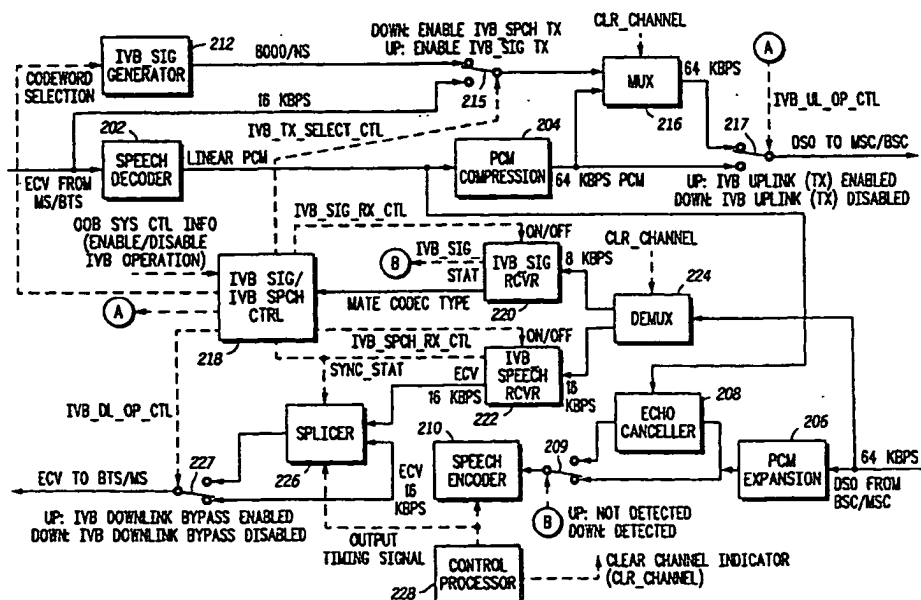 212
IVB SIG
GENERATOR
CODEWORD
SELECTION
8000/NS
DOWN: ENABLE IVB_SPCH TX
UP: ENABLE IVB_SIG TX
CLR_CHANNEL
A
215
MUX
216
64 KBPS
IVB_UL_OP_CTL
217
DSO TO MSC/BSC
16 KBPS
IVB_TX_SELECT_CTL
202
SPEECH
DECODER
LINEAR PCM
204
PCM
COMPRESSION
64 KBPS PCM
UP: IVB UPLINK (TX) ENABLED
DOWN: IVB UPLINK (TX) DISABLED
ECV FROM
MS/BTS
OOB SYS CTL INFO
(ENABLE/DISABLE
IVB OPERATION)
IVB_SIG_RX_CTL
ON/OFF
CLR_CHANNEL
B
IVB_SIG_
STAT
IVB SIG
RCVR
220
8 KBPS
224
DEMUX
IVB SIG/
IVB SPCH
CTRL
218
MATE CODEC TYPE
A
IVB_SPCH_RX_CTL
ON/OFF
SYNC_STAT
ECV
16 KBPS
IVB
SPEECH
RCVR
222
16
KBPS
208
ECHO
CANCELLER
206
PCM
EXPANSION
64 KBPS
DSO FROM
BSC/MSC
IVB_DL_OP_CTL
SPLICER
226
210
SPEECH
ENCODER
209
ECV
16
KBPS
B
UP: NOT DETECTED
DOWN: DETECTED
ECV TO BTS/MS
227
UP: IVB DOWNLINK BYPASS ENABLED
DOWN: IVB DOWNLINK BYPASS DISABLED
OUTPUT
TIMING SIGNAL
CONTROL
PROCESSOR
228
CLEAR CHANNEL INDICATOR
(CLR_CHANNEL)